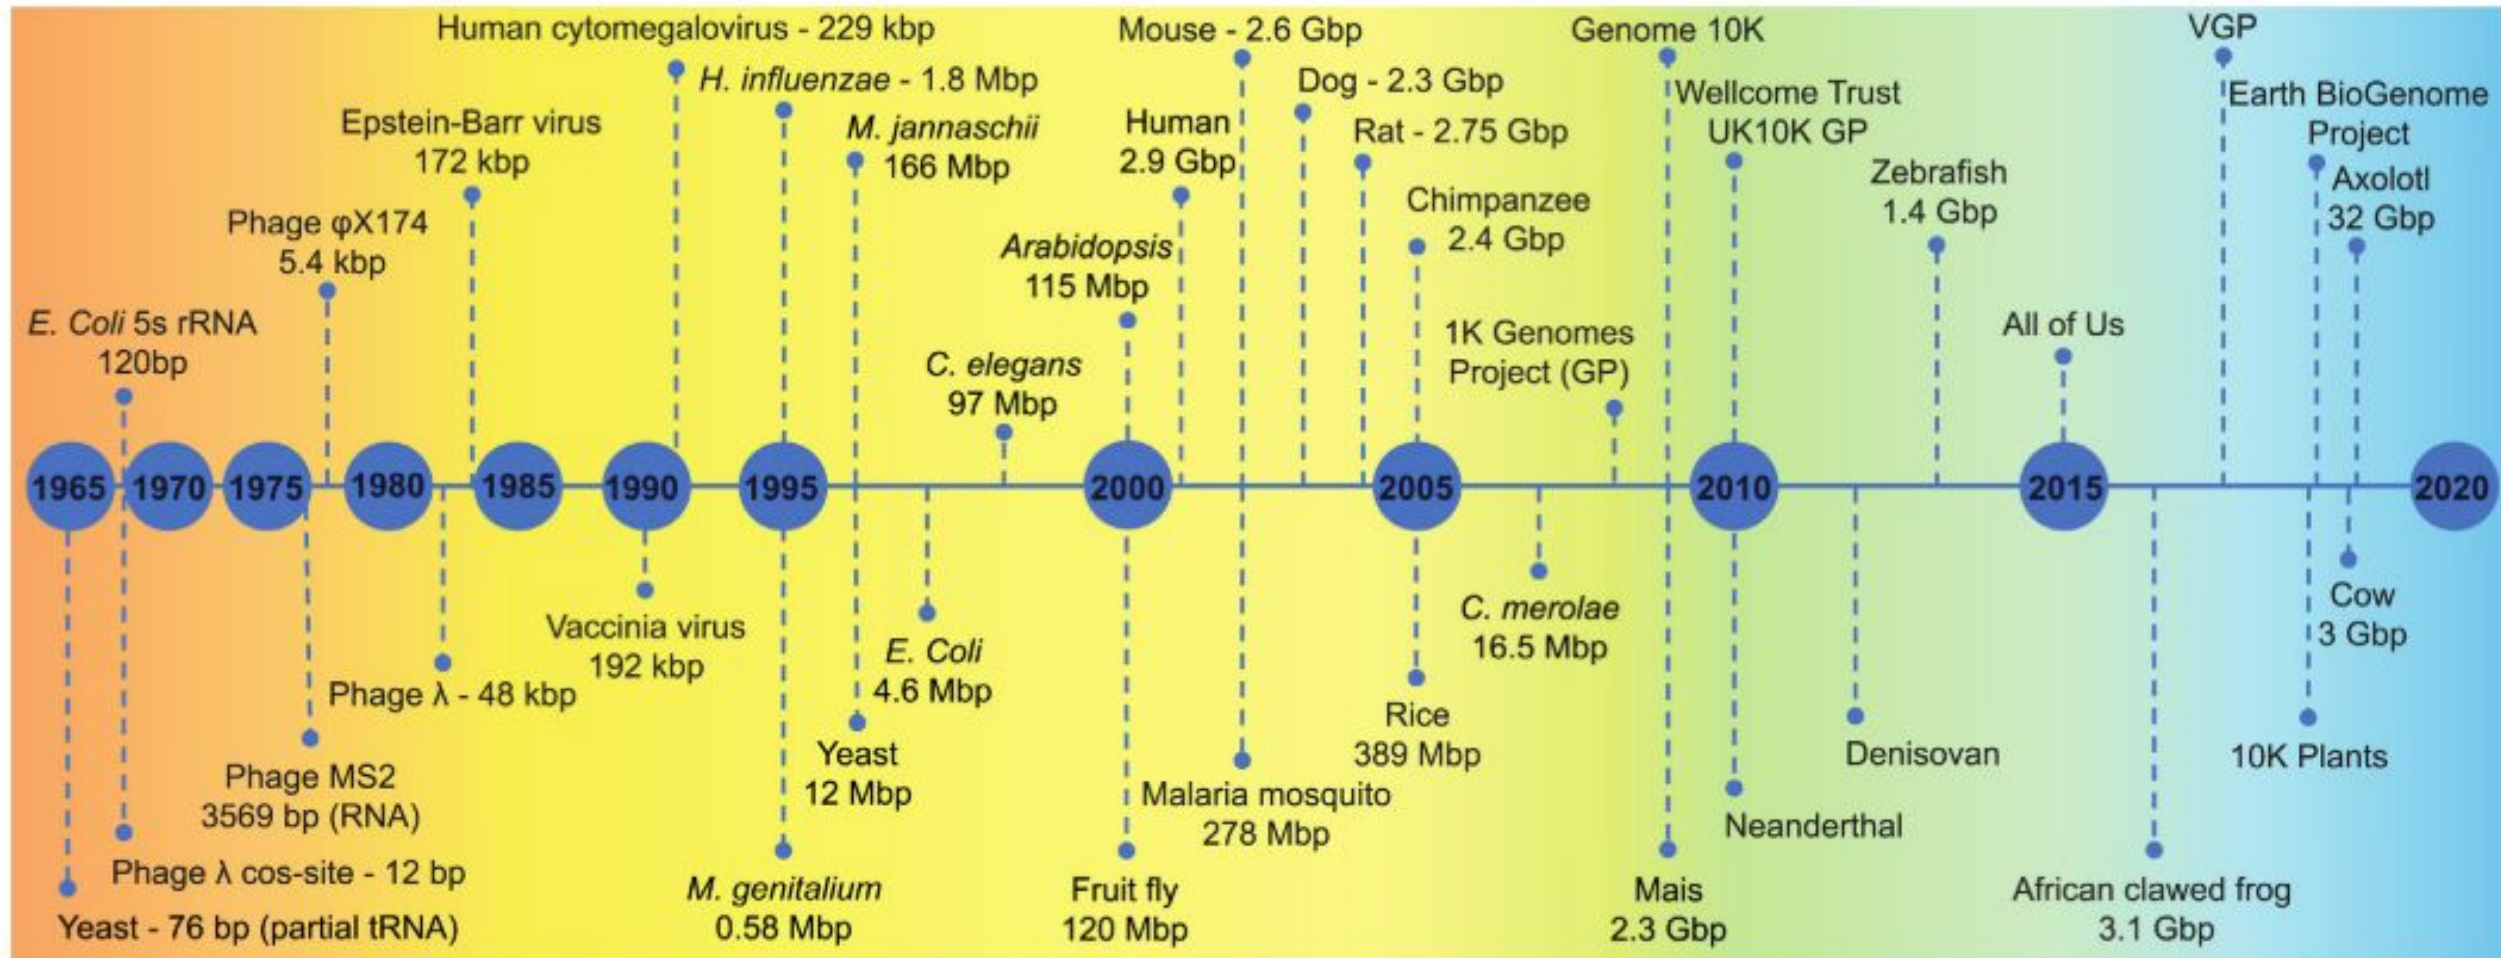 Human cytomegalovirus - 229 kbp
H. influenzae - 1.8 Mbp
Epstein-Barr virus
172 kbp
M. jannaschii
166 Mbp
Phage φX174
5.4 kbp
E. Coli 5s rRNA
120bp
C. elegans
97 Mbp
Arabidopsis
115 Mbp
Human
2.9 Gbp
Mouse - 2.6 Gbp
Dog - 2.3 Gbp
Rat - 2.75 Gbp
Chimpanzee
2.4 Gbp
1K Genomes
Project (GP)
Genome 10K
Wellcome Trust
UK10K GP
Zebrafish
1.4 Gbp
All of Us
VGP
Earth BioGenome
Project
Axolotl
32 Gbp
1965 1970 1975 1980 1985 1990 1995 2000 2005 2010 2015 2020
Yeast - 76 bp (partial tRNA)
Phage λ cos-site - 12 bp
Phage MS2
3569 bp (RNA)
Phage λ - 48 kbp
Vaccinia virus
192 kbp
M. genitalium
0.58 Mbp
Yeast
12 Mbp
E. Coli
4.6 Mbp
Fruit fly
120 Mbp
Malaria mosquito
278 Mbp
Rice
389 Mbp
C. merolae
16.5 Mbp
Mais
2.3 Gbp
Neanderthal
Denisovan
African clawed frog
3.1 Gbp
10K Plants
Cow
3 Gbp